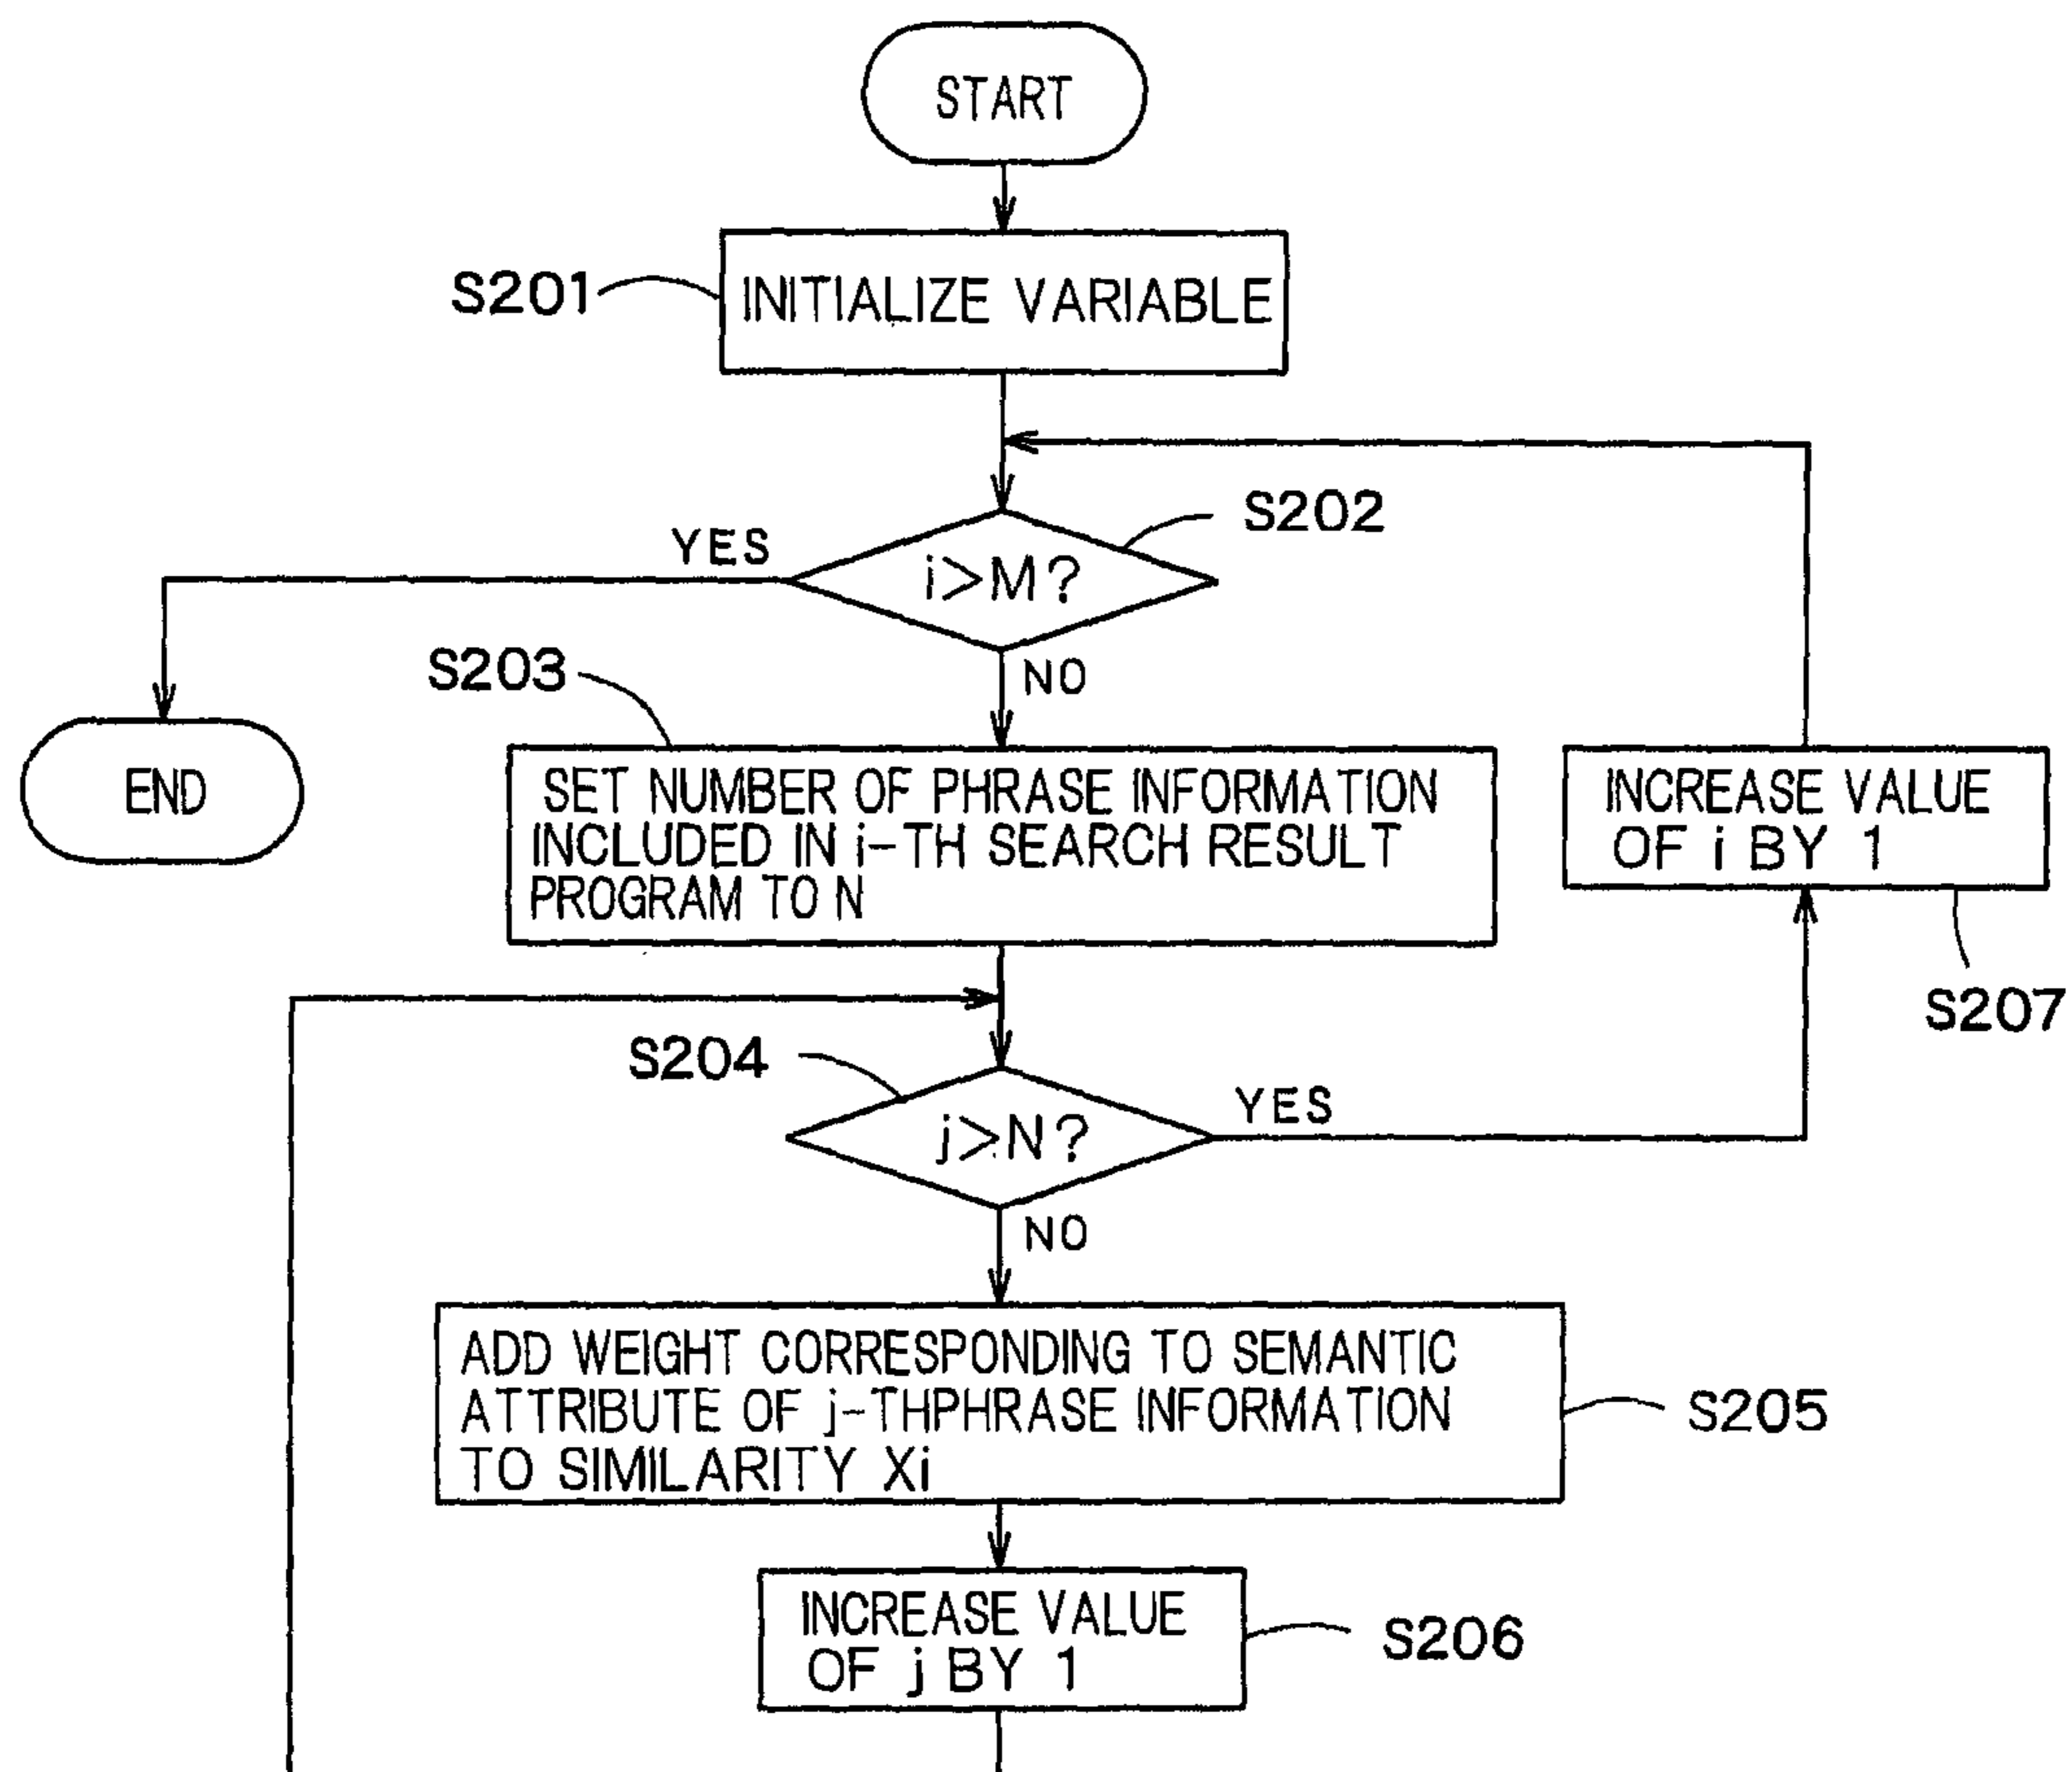 START
S201
INITIALIZE VARIABLE
S202
YES
i>M?
S203
NO
END
SET NUMBER OF PHRASE INFORMATION
INCLUDED IN i-TH SEARCH RESULT
PROGRAM TO N
INCREASE VALUE
OF i BY 1
S207
S204
YES
j>N?
NO
ADD WEIGHT CORRESPONDING TO SEMANTIC
ATTRIBUTE OF j-THPHRASE INFORMATION
TO SIMILARITY Xi
S205
INCREASE VALUE
OF j BY 1
S206